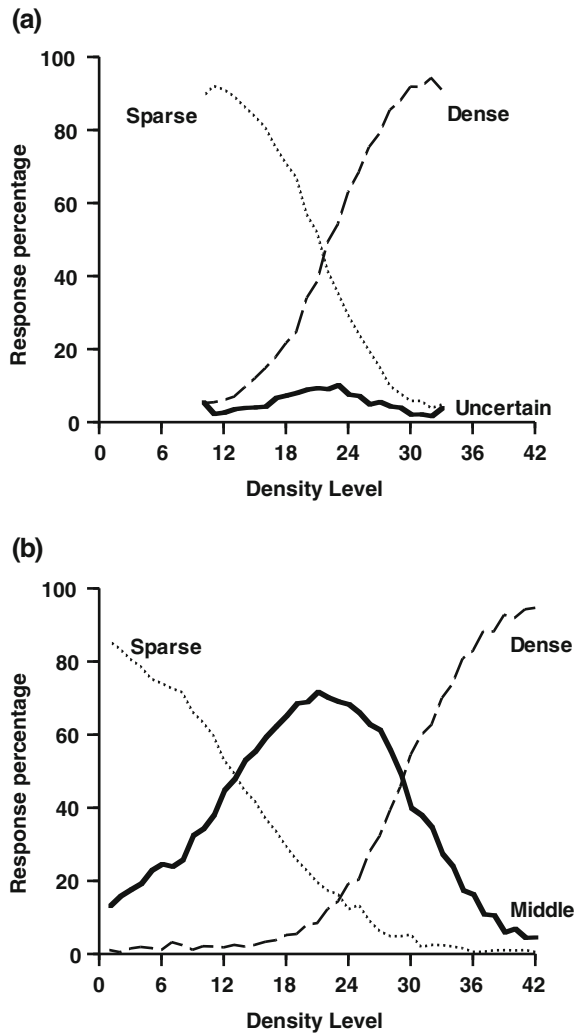 (a)
100
80
60
40
20
0
Response percentage
Sparse
Dense
Uncertain
0 6 12 18 24 30 36 42
Density Level
(b)
100
80
60
40
20
0
Response percentage
Sparse
Dense
Middle
0 6 12 18 24 30 36 42
Density Level